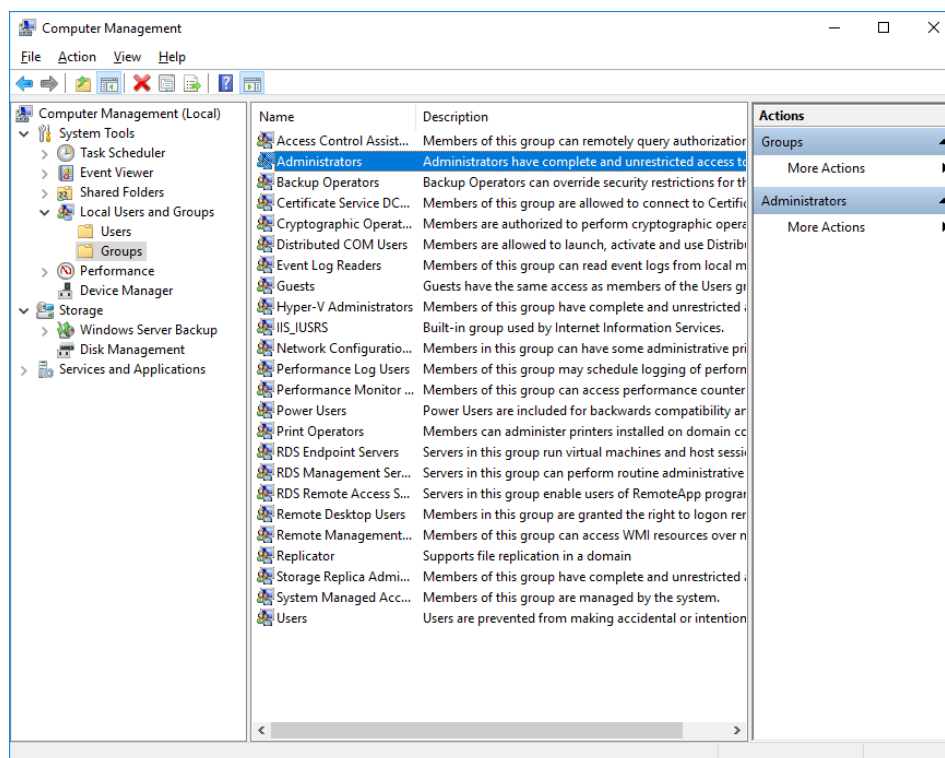 Computer Management
File Action View Help
Computer Management (Local)
System Tools
Task Scheduler
Event Viewer
Shared Folders
Local Users and Groups
Users
Groups
Performance
Device Manager
Storage
Windows Server Backup
Disk Management
Services and Applications
Name Description
Access Control Assist... Members of this group can remotely query authorization
Administrators Administrators have complete and unrestricted access to
Backup Operators Backup Operators can override security restrictions for th
Certificate Service DC... Members of this group are allowed to connect to Certific
Cryptographic Operat... Members are authorized to perform cryptographic opera
Distributed COM Users Members are allowed to launch, activate and use Distribu
Event Log Readers Members of this group can read event logs from local m
Guests Guests have the same access as members of the Users gr
Hyper-V Administrators Members of this group have complete and unrestricted
IIS_IUSRS Built-in group used by Internet Information Services.
Network Configuratio... Members in this group can have some administrative pri
Performance Log Users Members of this group may schedule logging of perform
Performance Monitor ... Members of this group can access performance counter
Power Users Power Users are included for backwards compatibility an
Print Operators Members can administer printers installed on domain co
RDS Endpoint Servers Servers in this group run virtual machines and host sessi
RDS Management Ser... Servers in this group can perform routine administrative
RDS Remote Access S... Servers in this group enable users of RemoteApp progra
Remote Desktop Users Members in this group are granted the right to logon rer
Remote Management... Members of this group can access WMI resources over n
Replicator Supports file replication in a domain
Storage Replica Admi... Members of this group have complete and unrestricted
System Managed Acc... Members of this group are managed by the system.
Users Users are prevented from making accidental or intention
Actions
Groups
More Actions
Administrators
More Actions